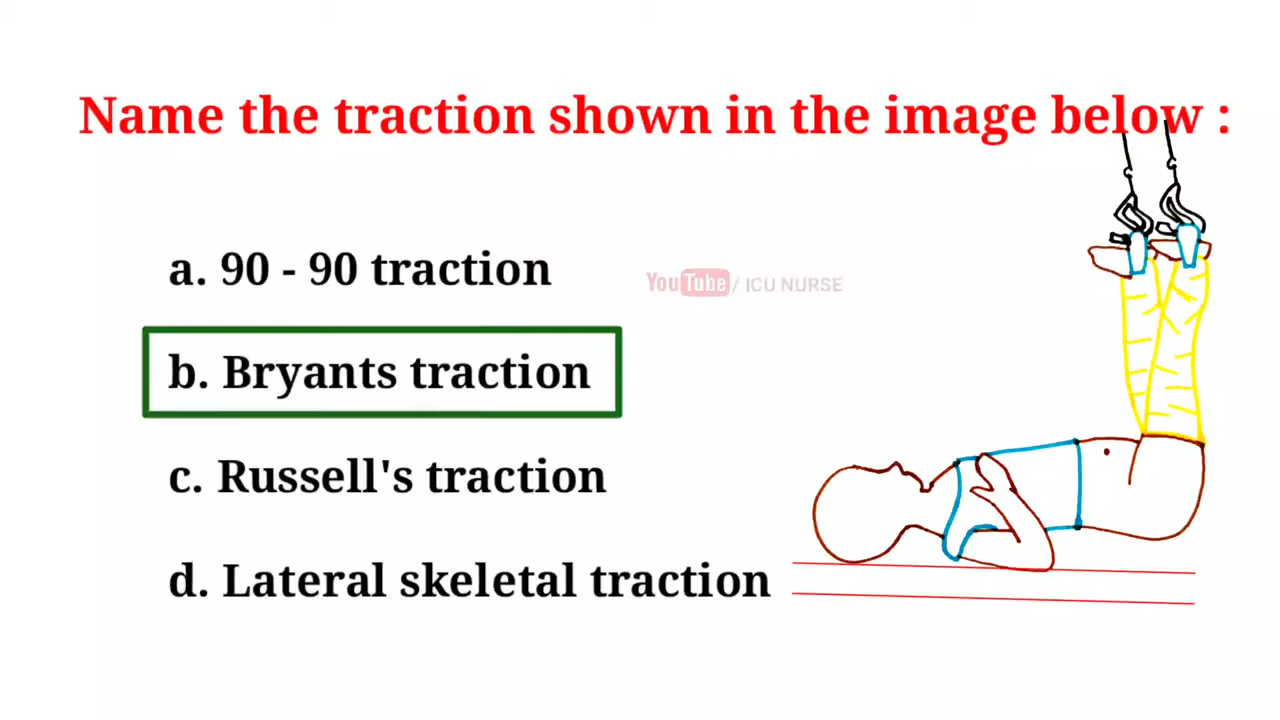 Name the traction shown in the image below :
a. 90 - 90 traction
YouTube / ICU NURSE
b. Bryants traction
c. Russell's traction
d. Lateral skeletal traction